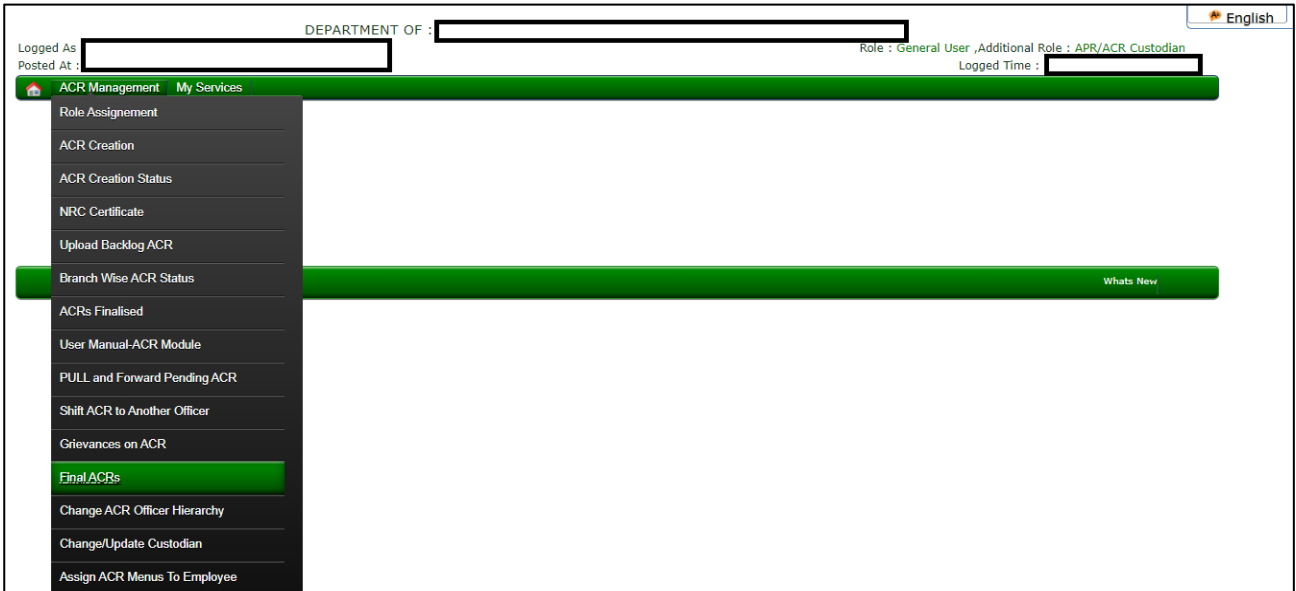 English
DEPARTMENT OF :
Logged As
Role : General User ,Additional Role : APR/ACR Custodian
Posted At :
Logged Time :
ACR Management My Services
Role Assignement
ACR Creation
ACR Creation Status
NRC Certificate
Upload Backlog ACR
Branch Wise ACR Status
Whats New
ACRs Finalised
User Manual-ACR Module
PULL and Forward Pending ACR
Shift ACR to Another Officer
Grievances on ACR
Final ACRs
Change ACR Officer Hierarchy
Change/Update Custodian
Assign ACR Menus To Employee